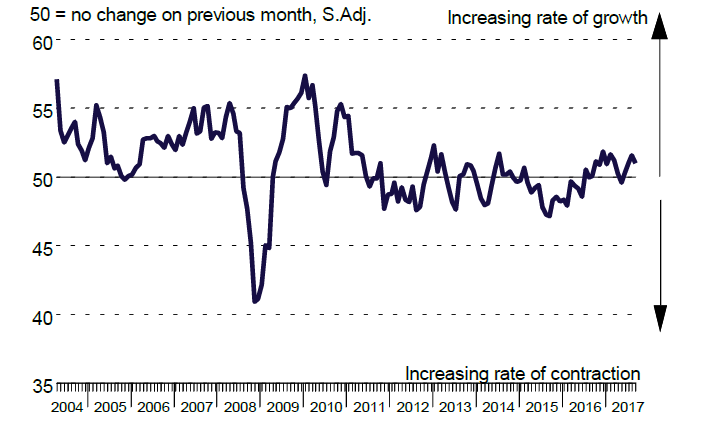 50 = no change on previous month, S.Adj.
Increasing rate of growth
60
55
50
45
40
Increasing rate of contraction
35
2004 2005 2006 2007 2008 2009 2010 2011 2012 2013 2014 2015 2016 2017